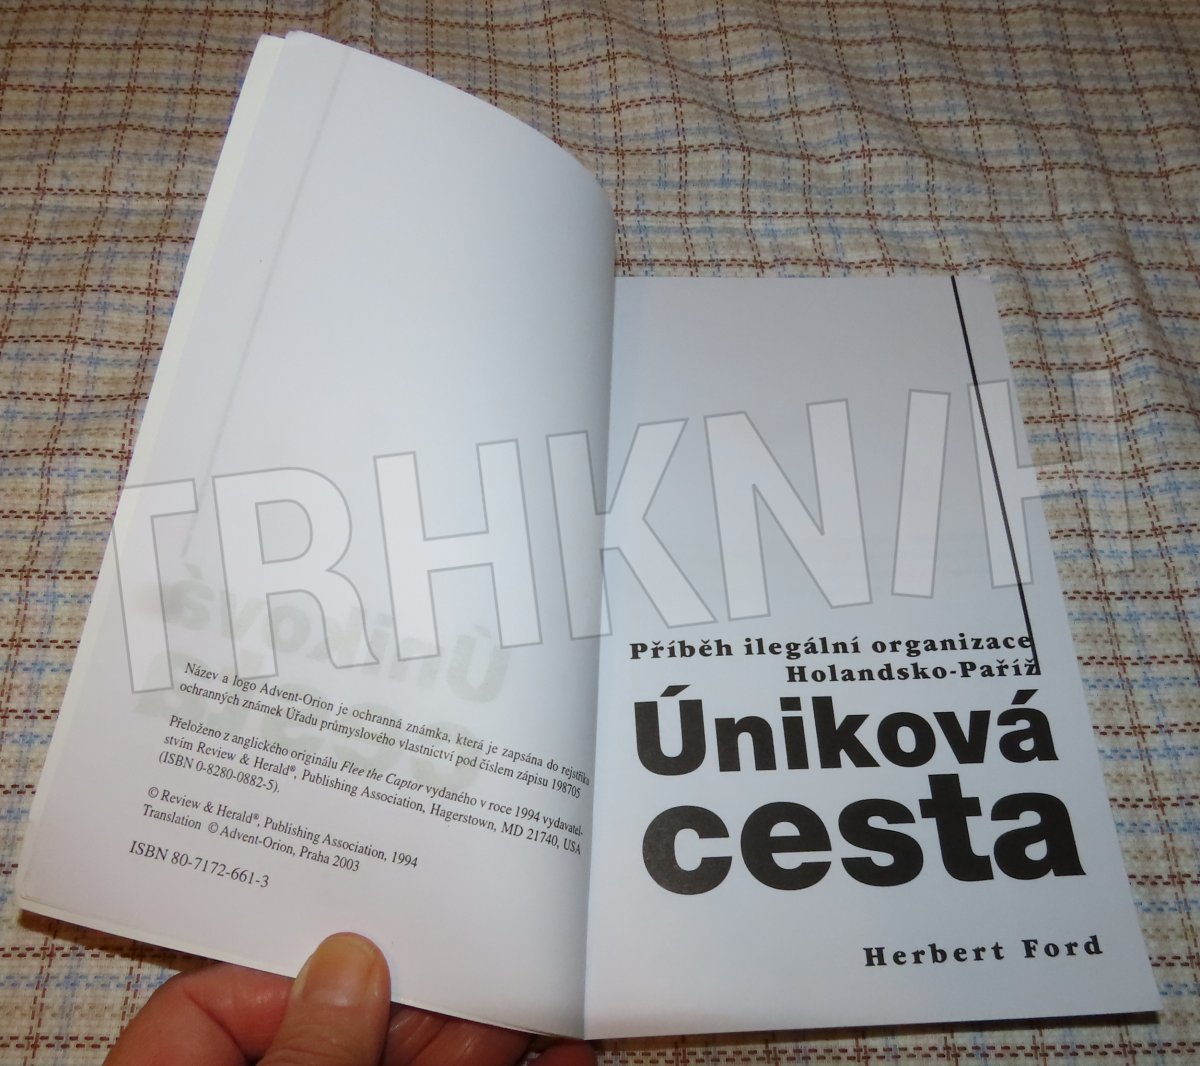 Název a logo Advent-Orion je ochranná známka, která je zapsána do rejstříku
ochranných známek Úřadu průmyslového vlastnictví pod číslem zápisu 198705
Přeloženo z anglického originálu Flee the Captor vydaného v roce 1994 vydavatel-
stvím Review & Herald®, Publishing Association, Hagerstown, MD 21740, USA
(ISBN 0-8280-0882-5).
© Review & Herald®, Publishing Association, 1994
Translation © Advent-Orion, Praha 2003
ISBN 80-7172-661-3
Příběh ilegální organizace
Holandsko-Paříž
Úniková
cesta
Herbert Ford
TRHKNIH